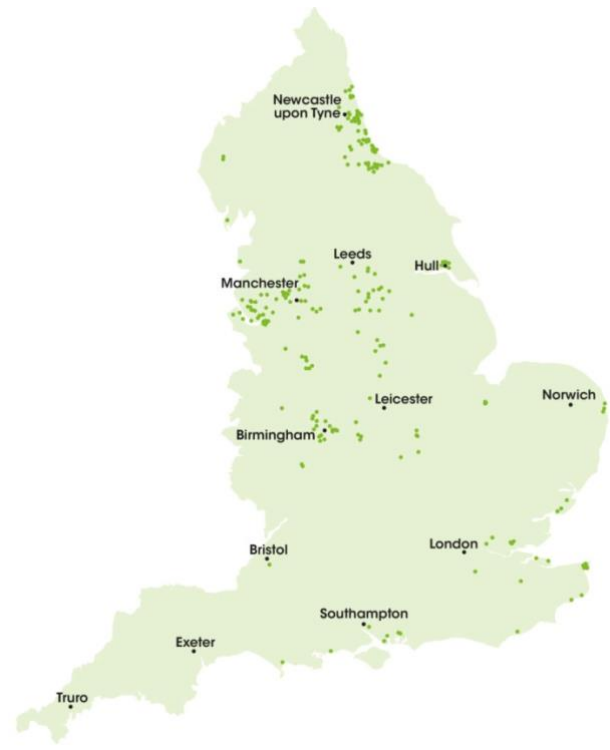 Newcastle
upon Tyne
Leeds
Hull
Manchester
Leicester
Norwich
Birmingham
Bristol
London
Southampton
Exeter
Truro